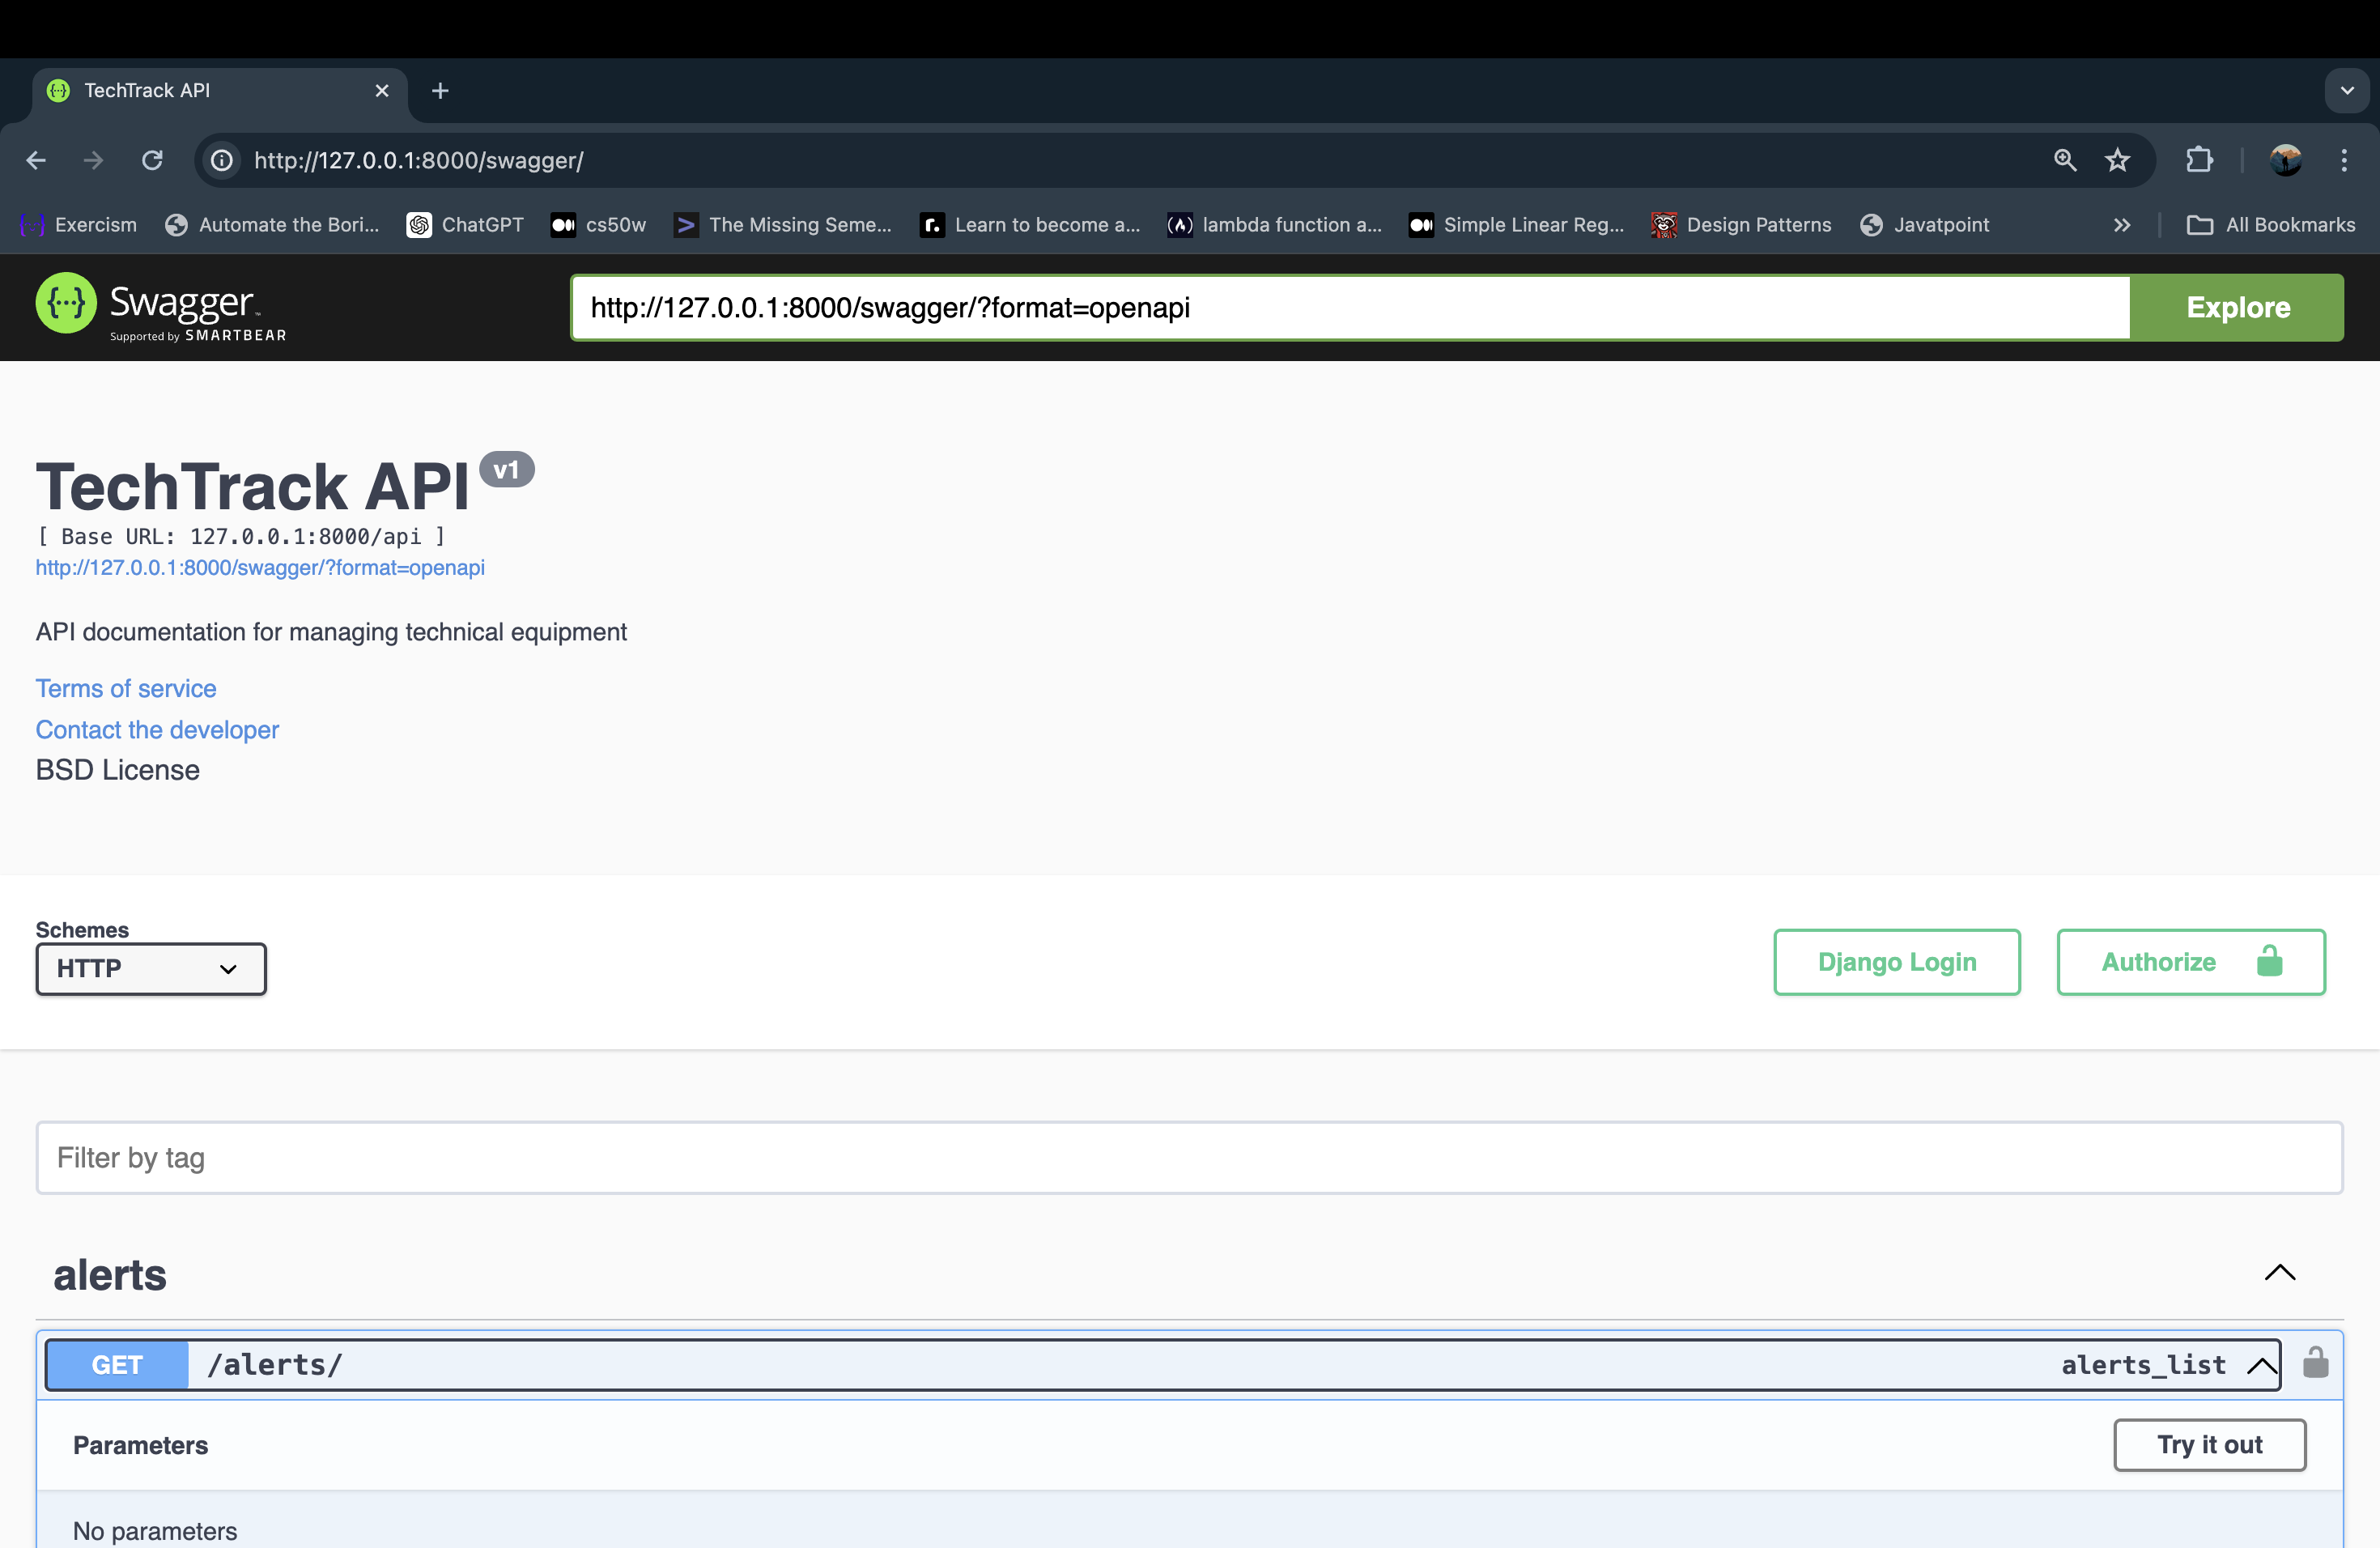 TechTrack API
http://127.0.0.1:8000/swagger/
Exercism
Automate the Bori...
ChatGPT
cs50w
The Missing Seme...
Learn to become a...
lambda function a...
Simple Linear Reg...
Design Patterns
Javatpoint
All Bookmarks
Swagger
Supported by SMARTBEAR
http://127.0.0.1:8000/swagger/?format=openapi
Explore
TechTrack API v1
[ Base URL: 127.0.0.1:8000/api ]
http://127.0.0.1:8000/swagger/?format=openapi
API documentation for managing technical equipment
Terms of service
Contact the developer
BSD License
Schemes
HTTP
Django Login
Authorize
Filter by tag
alerts
GET /alerts/ alerts_list
Parameters
Try it out
No parameters